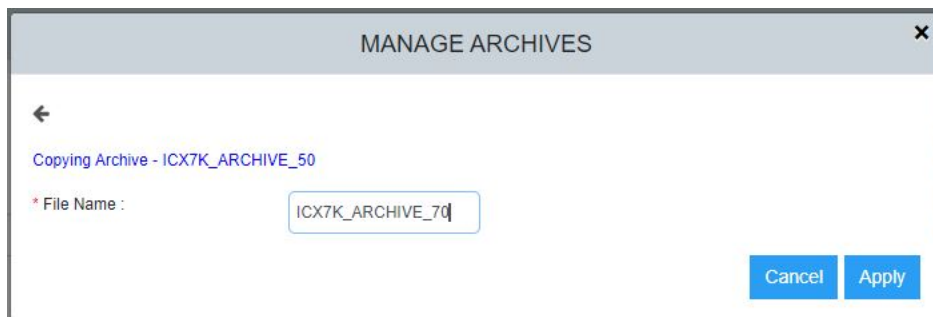 MANAGE ARCHIVES
Copying Archive - ICX7K_ARCHIVE_50
* File Name :
ICX7K_ARCHIVE_70
Cancel
Apply